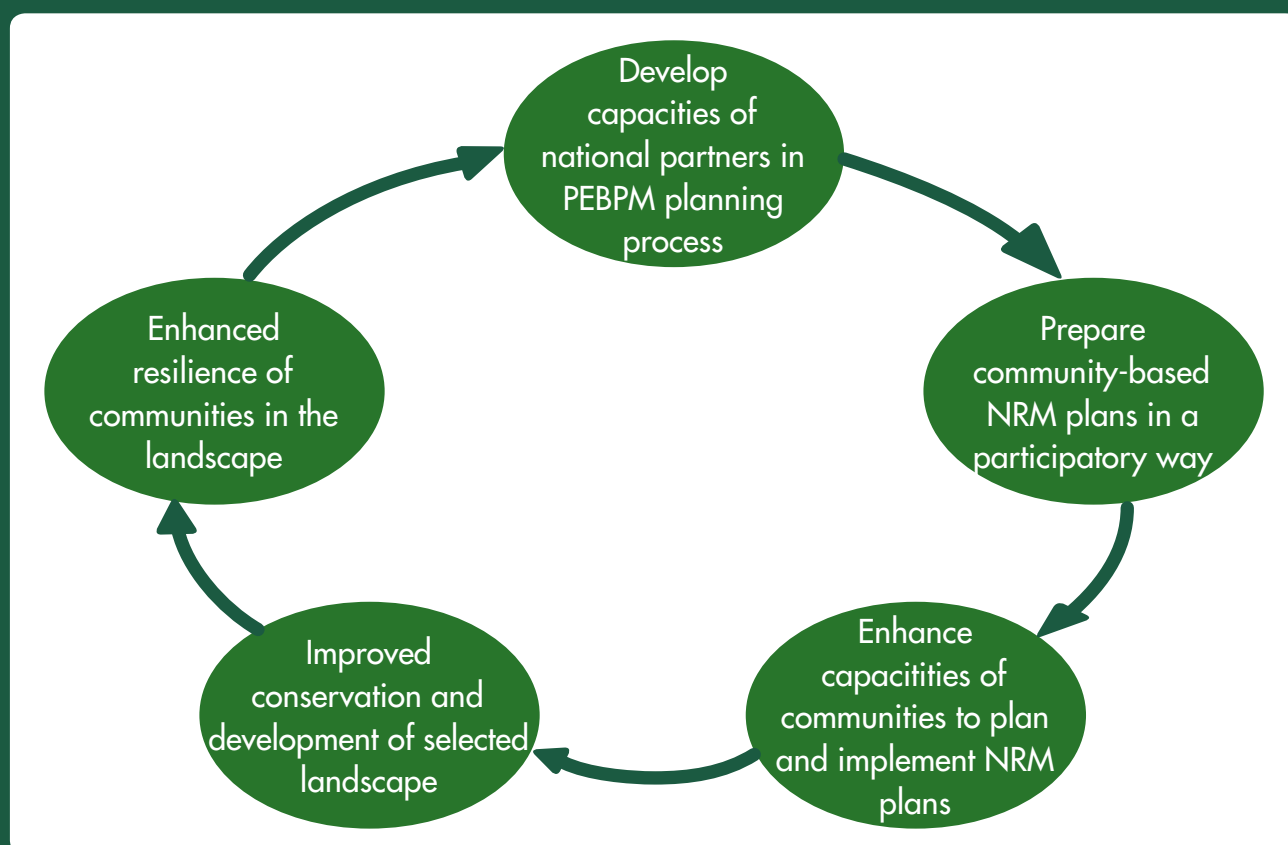 Develop
capacities of
national partners in
PEBPM planning
process
Prepare
community-based
NRM plans in a
participatory way
Enhance
capacitities of
communities to plan
and implement NRM
plans
Improved
conservation and
development of selected
landscape
Enhanced
resilience of
communities in the
landscape